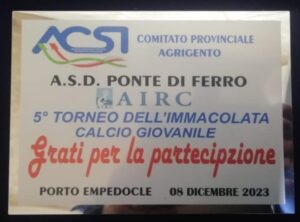 ACSI
COMITATO PROVINCIALE
AGRIGENTO
A.S.D. PONTE DI FERRO
AIRC
5° TORNEO DELL'IMMACOLATA
CALCIO GIOVANILE
Grati per la partecipzione
PORTO EMPEDOCLE 08 DICEMBRE 2023